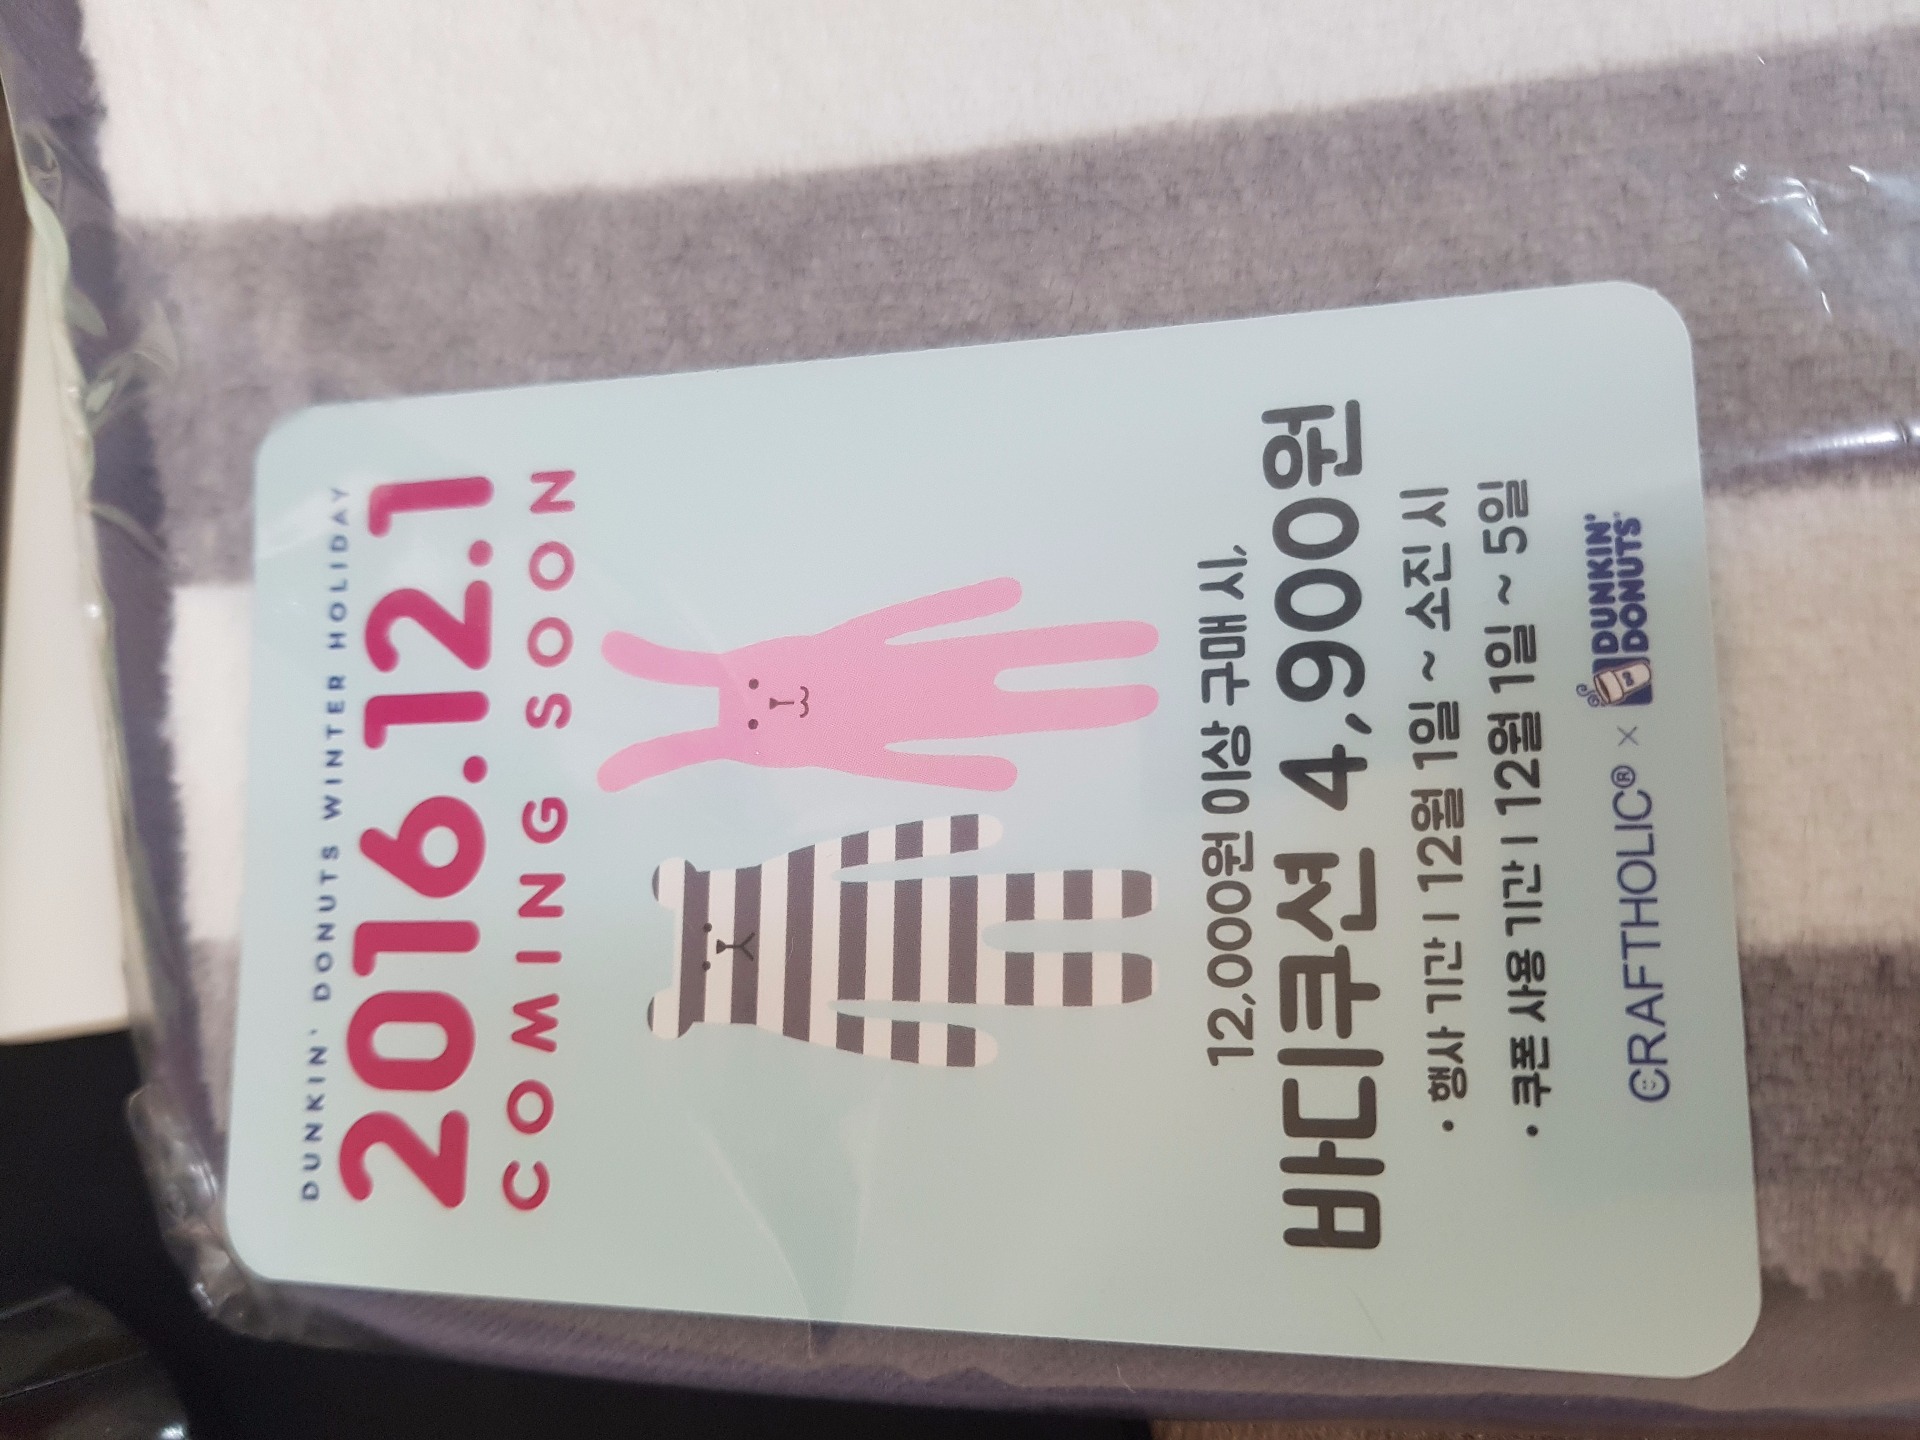 DUNKIN' DONUTS WINTER HOLIDAY
2016.12.1
COMING SOON
12,000원 이상 구매 시,
바디쿠션 4,900원
· 행사 기간 | 12월 1일 ~ 소진 시
· 쿠폰 사용 기간 | 12월 1일 ~ 5일
CRAFTHOLIC® × DUNKIN' DONUTS